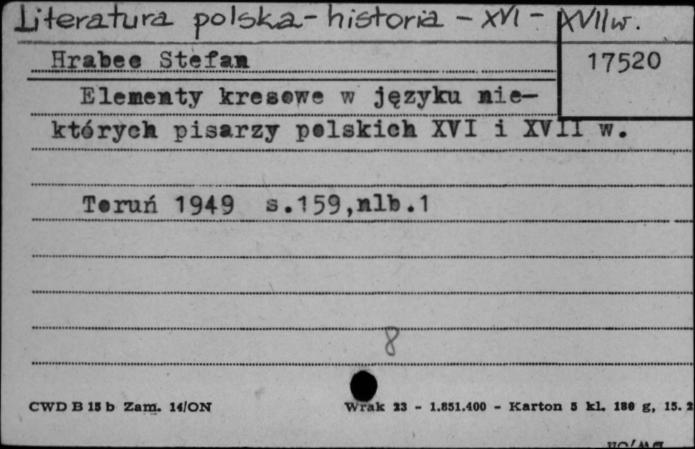 Literatura polska - historia - XVI - XVII w.
Hrabec Stefan
17520
Elementy kresowe w języku nie-
których pisarzy polskich XVI i XVII w.
Toruń 1949 s.159,nlb.1
8
CWD B 15 b Zam. 14/ON
Wrak 23 - 1.851.400 - Karton 5 kl. 180 g, 15. 2